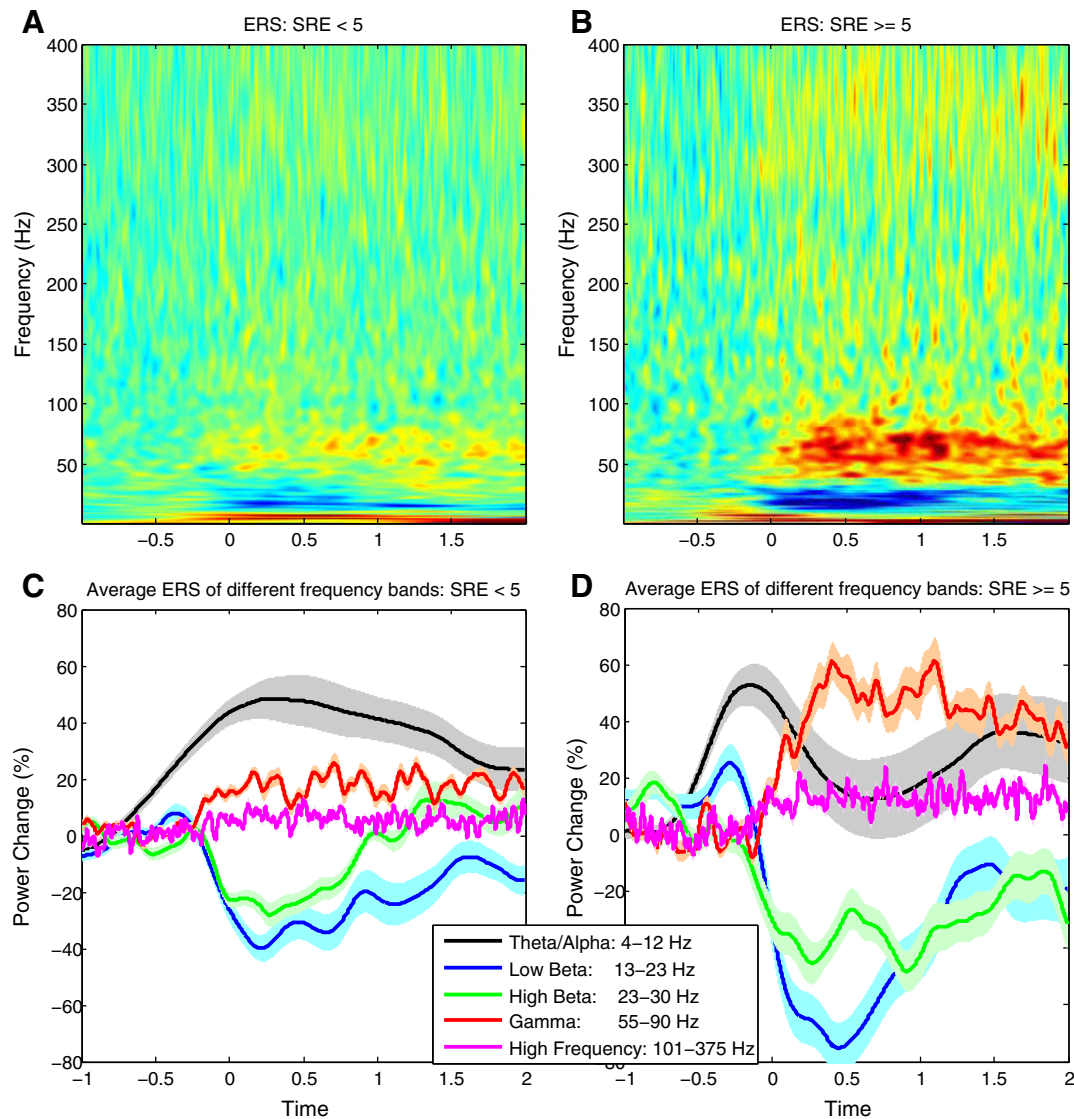 A
ERS: SRE < 5
400
350
300
250
200
150
100
50
Frequency (Hz)
−0.5
0
0.5
1
1.5
B
ERS: SRE >= 5
400
350
300
250
200
150
100
50
Frequency (Hz)
−0.5
0
0.5
1
1.5
C
Average ERS of different frequency bands: SRE < 5
80
60
40
20
0
−20
−40
−60
−80
Power Change (%)
−1
−0.5
0
0.5
1
1.5
2
Time
D
Average ERS of different frequency bands: SRE >= 5
80
60
40
20
0
−20
Power Change (%)
−1
−0.5
0
0.5
1
1.5
2
Time
Theta/Alpha: 4−12 Hz
Low Beta: 13−23 Hz
High Beta: 23−30 Hz
Gamma: 55−90 Hz
High Frequency: 101−375 Hz